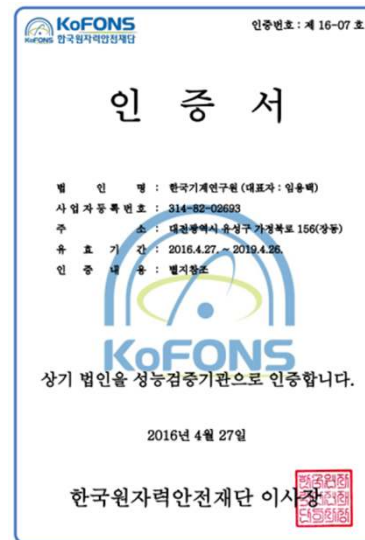 KoFONS
KoFONS 한국원자력안전재단
인증번호 : 제 16-07 호
인 증 서
법 인 명 : 한국기계연구원 (대표자 : 임용택)
사업자등록번호 : 314-82-02693
주 소 : 대전광역시 유성구 가정북로 156(장동)
유 효 기 간 : 2016.4.27. ~ 2019.4.26.
인 증 내 용 : 별지참조
KoFONS
상기 법인을 성능검증기관으로 인증합니다.
2016년 4월 27일
한국원자력안전재단 이사장